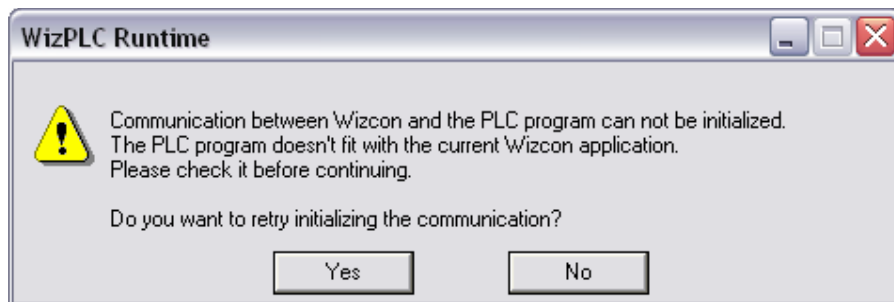 WizPLC Runtime
Communication between Wizcon and the PLC program can not be initialized.
The PLC program doesn't fit with the current Wizcon application.
Please check it before continuing.
Do you want to retry initializing the communication?
Yes No